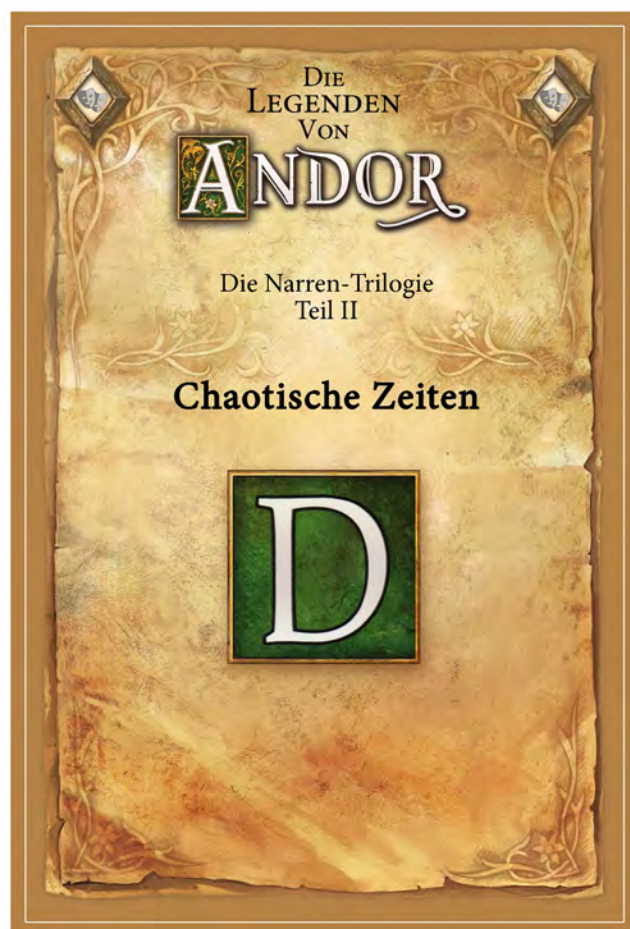 Die
Legenden
Von
Andor
Die Narren-Trilogie
Teil II
Chaotische Zeiten
D